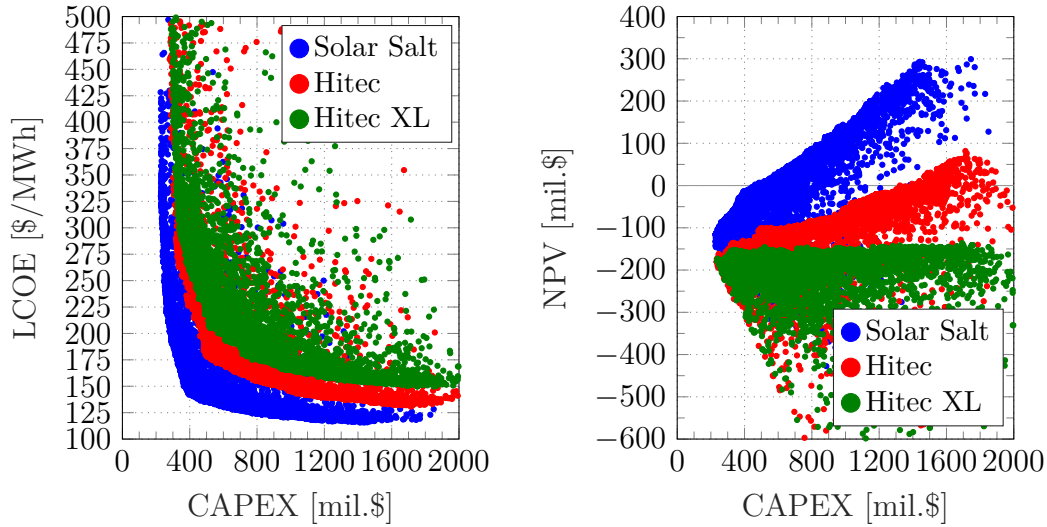 500
475
450
425
400
375
350
325
300
275
250
225
200
175
150
125
100
0 400 800 1200 1600 2000
LCOE [$/MWh]
CAPEX [mil.$]
Solar Salt
Hitec
Hitec XL
400
300
200
100
0
−100
−200
−300
−400
−500
−600
0 400 800 1200 1600 2000
NPV [mil.$]
CAPEX [mil.$]
Solar Salt
Hitec
Hitec XL